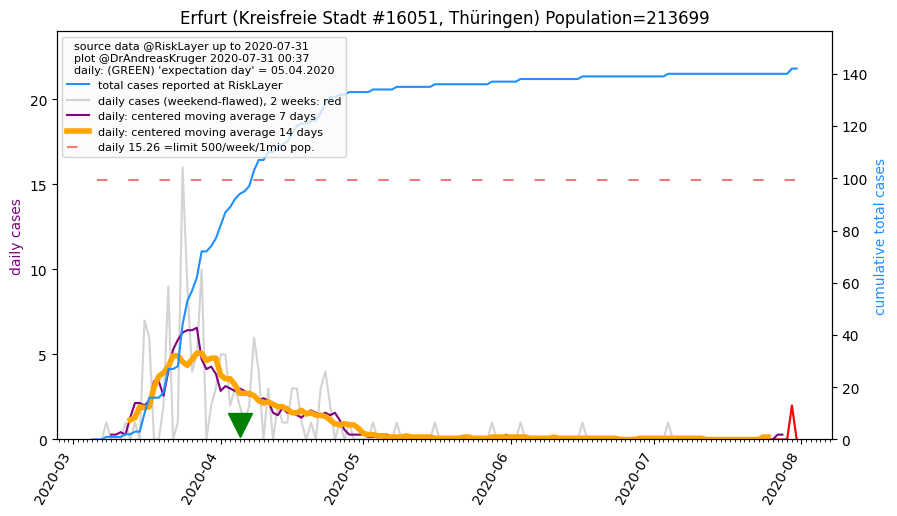 Erfurt (Kreisfreie Stadt #16051, Thüringen) Population=213699
source data @RiskLayer up to 2020-07-31
plot @DrAndreasKruger 2020-07-31 00:37
daily: (GREEN) 'expectation day' = 05.04.2020
total cases reported at RiskLayer
daily cases (weekend-flawed), 2 weeks: red
daily: centered moving average 7 days
daily: centered moving average 14 days
daily 15.26 =limit 500/week/1mio pop.
daily cases
20
15
10
5
0
cumulative total cases
140
120
100
80
60
40
20
0
2020-03
2020-04
2020-05
2020-06
2020-07
2020-08